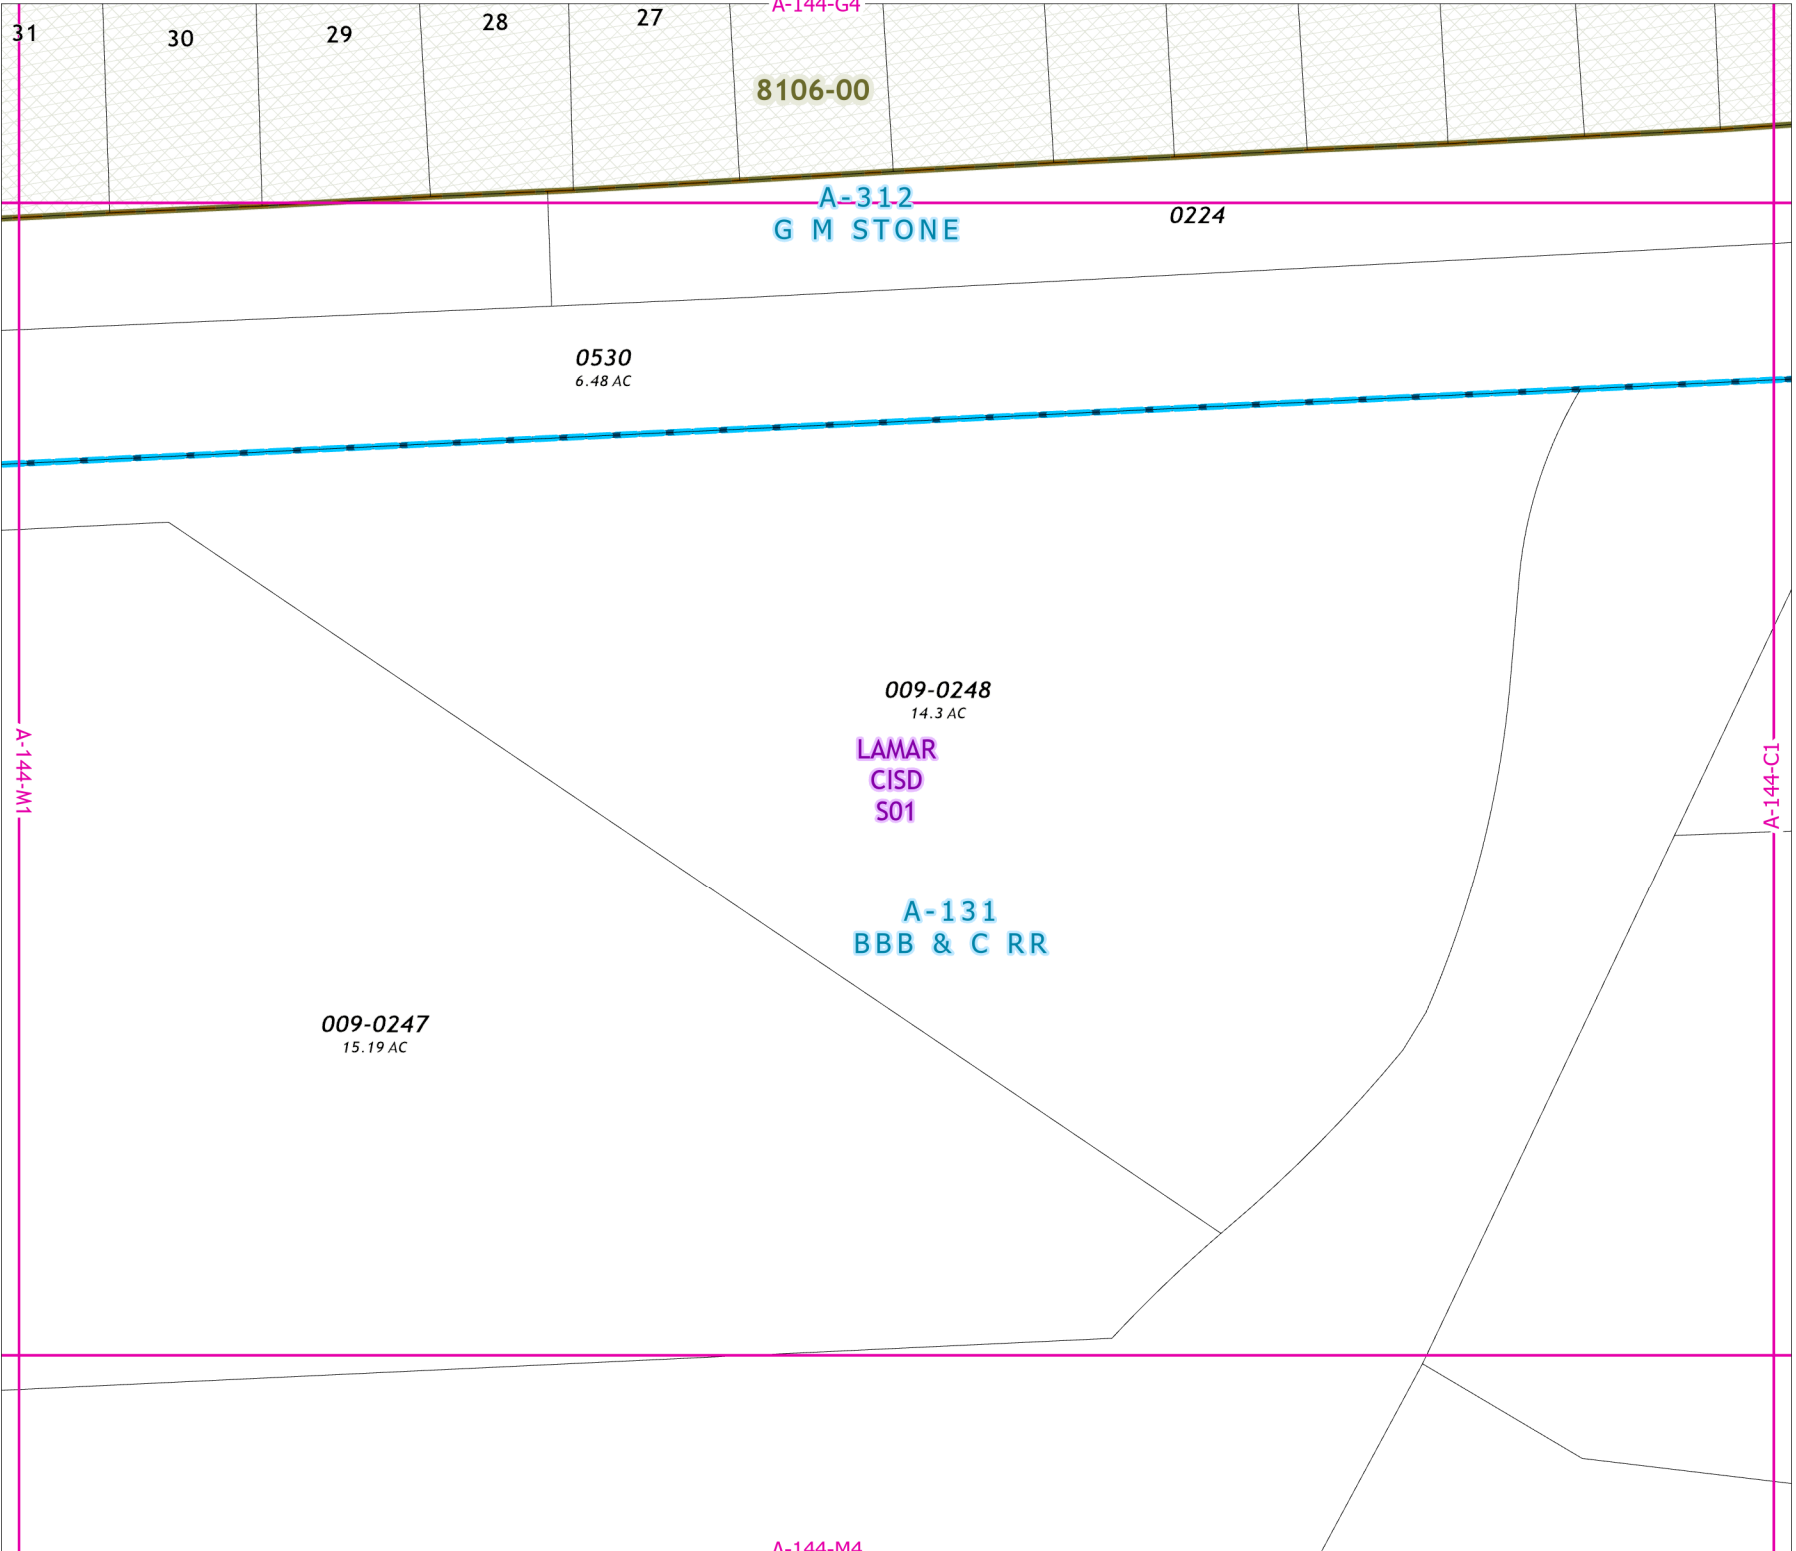 A-144-G4
31
30
29
28
27
8106-00
A-312
G M STONE
0224
0530
6.48 AC
009-0248
14.3 AC
LAMAR
CISD
S01
A-144-M1
A-144-C1
A-131
BBB & C RR
009-0247
15.19 AC
A-144-M4